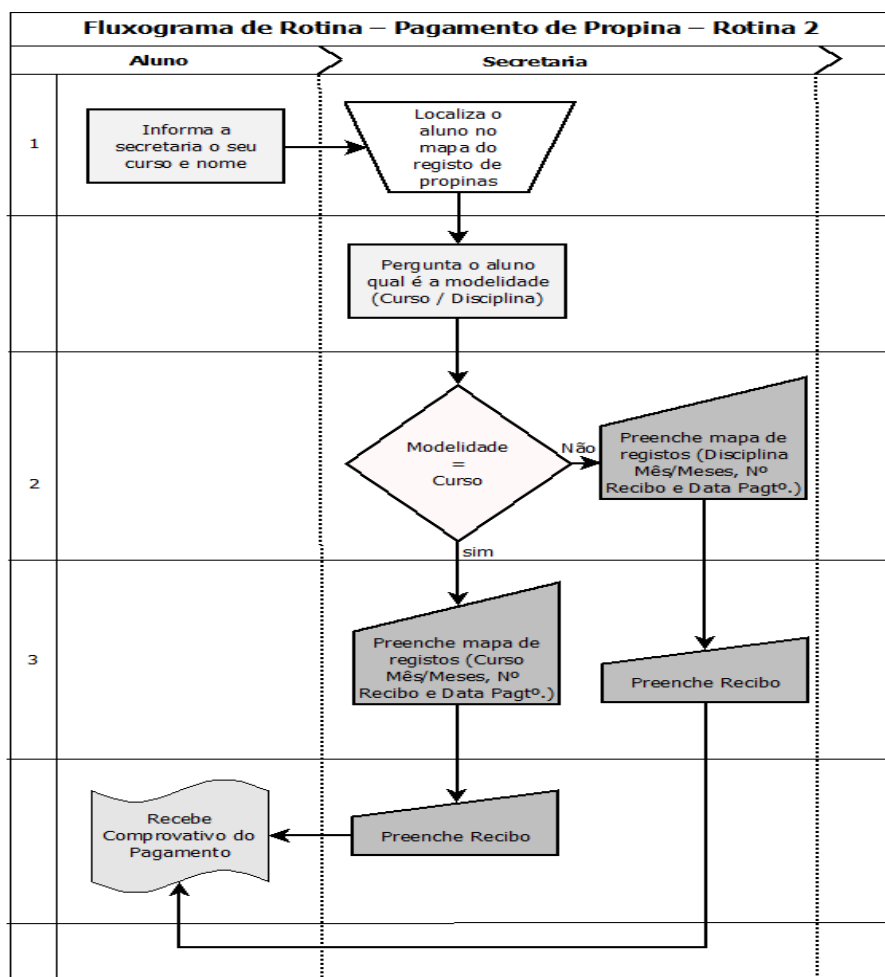 Fluxograma de Rotina – Pagamento de Propina – Rotina 2
Aluno
Secretaria
1
Informa a
secretaria o seu
curso e nome
Localiza o
aluno no
mapa do
registo de
propinas
Pergunta o aluno
qual é a modelidade
(Curso / Disciplina)
2
Modelidade
=
Curso
Não
Preenche mapa de
registos (Disciplina
Mês/Meses, Nº
Recibo e Data Pagtº.)
sim
3
Preenche mapa de
registos (Curso
Mês/Meses, Nº
Recibo e Data Pagtº.)
Preenche Recibo
Recebe
Comprovativo do
Pagamento
Preenche Recibo